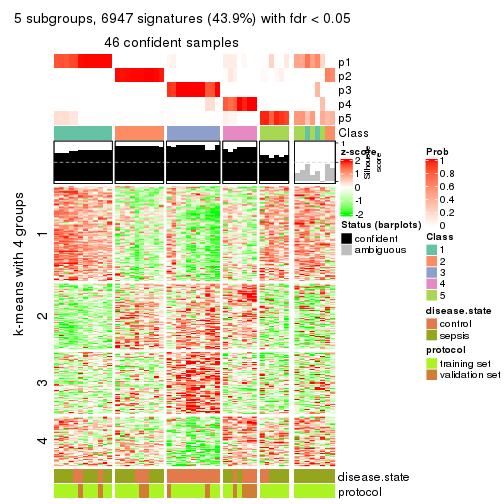 5 subgroups, 6947 signatures (43.9%) with fdr < 0.05
46 confident samples
p1
p2
p3
p4
p5
Class
1
Silhouette
score
k-means with 4 groups
1
2
3
4
disease.state
protocol
z-score
2
1
0
-1
-2
Status (barplots)
confident
ambiguous
Prob
1
0.8
0.6
0.4
0.2
0
Class
1
2
3
4
5
disease.state
control
sepsis
protocol
training set
validation set